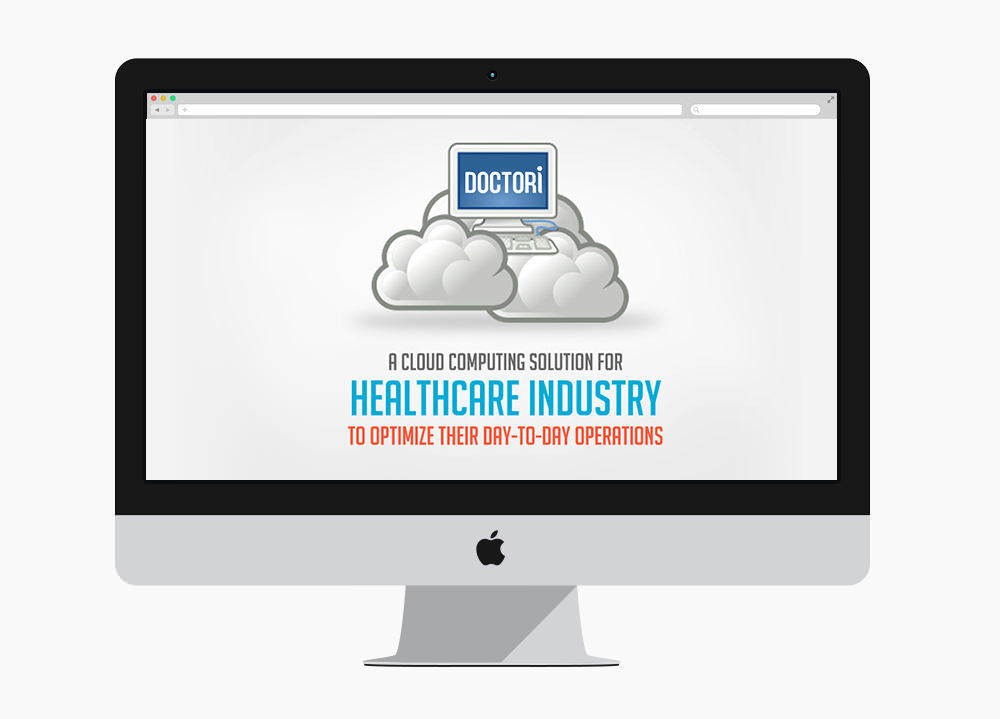 DOCTORi
A CLOUD COMPUTING SOLUTION FOR
HEALTHCARE INDUSTRY
TO OPTIMIZE THEIR DAY-TO-DAY OPERATIONS